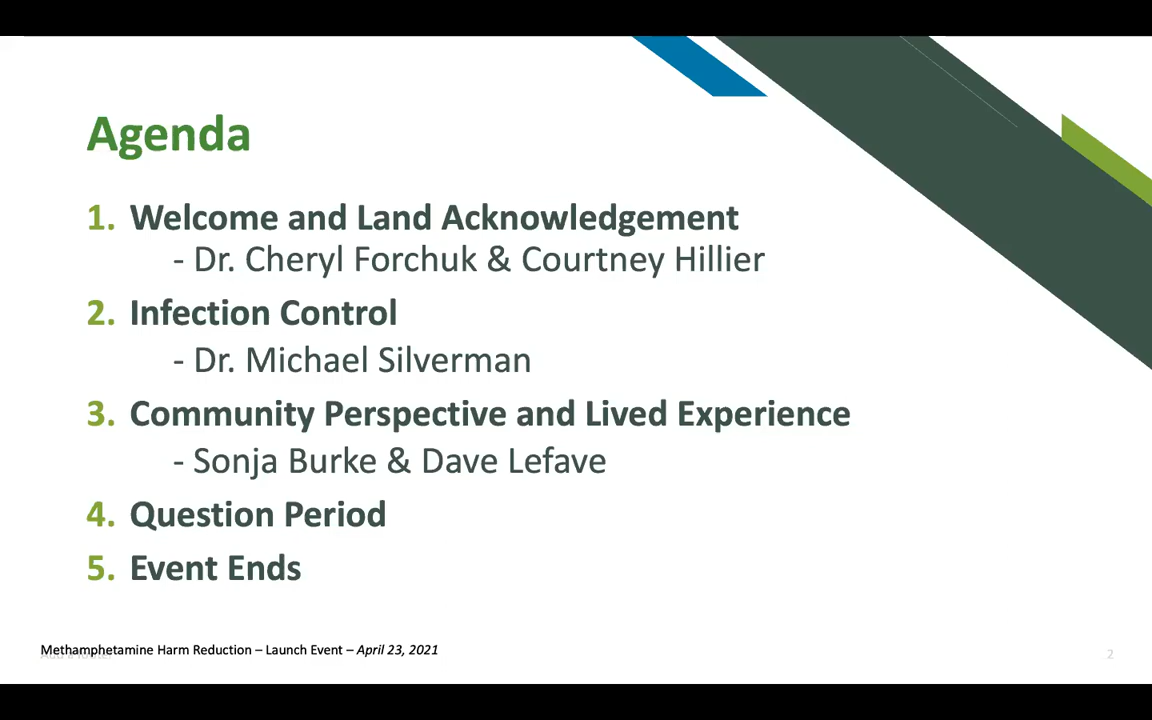 Agenda
1. Welcome and Land Acknowledgement
- Dr. Cheryl Forchuk & Courtney Hillier
2. Infection Control
- Dr. Michael Silverman
3. Community Perspective and Lived Experience
- Sonja Burke & Dave Lefave
4. Question Period
5. Event Ends
Methamphetamine Harm Reduction – Launch Event – April 23, 2021
2